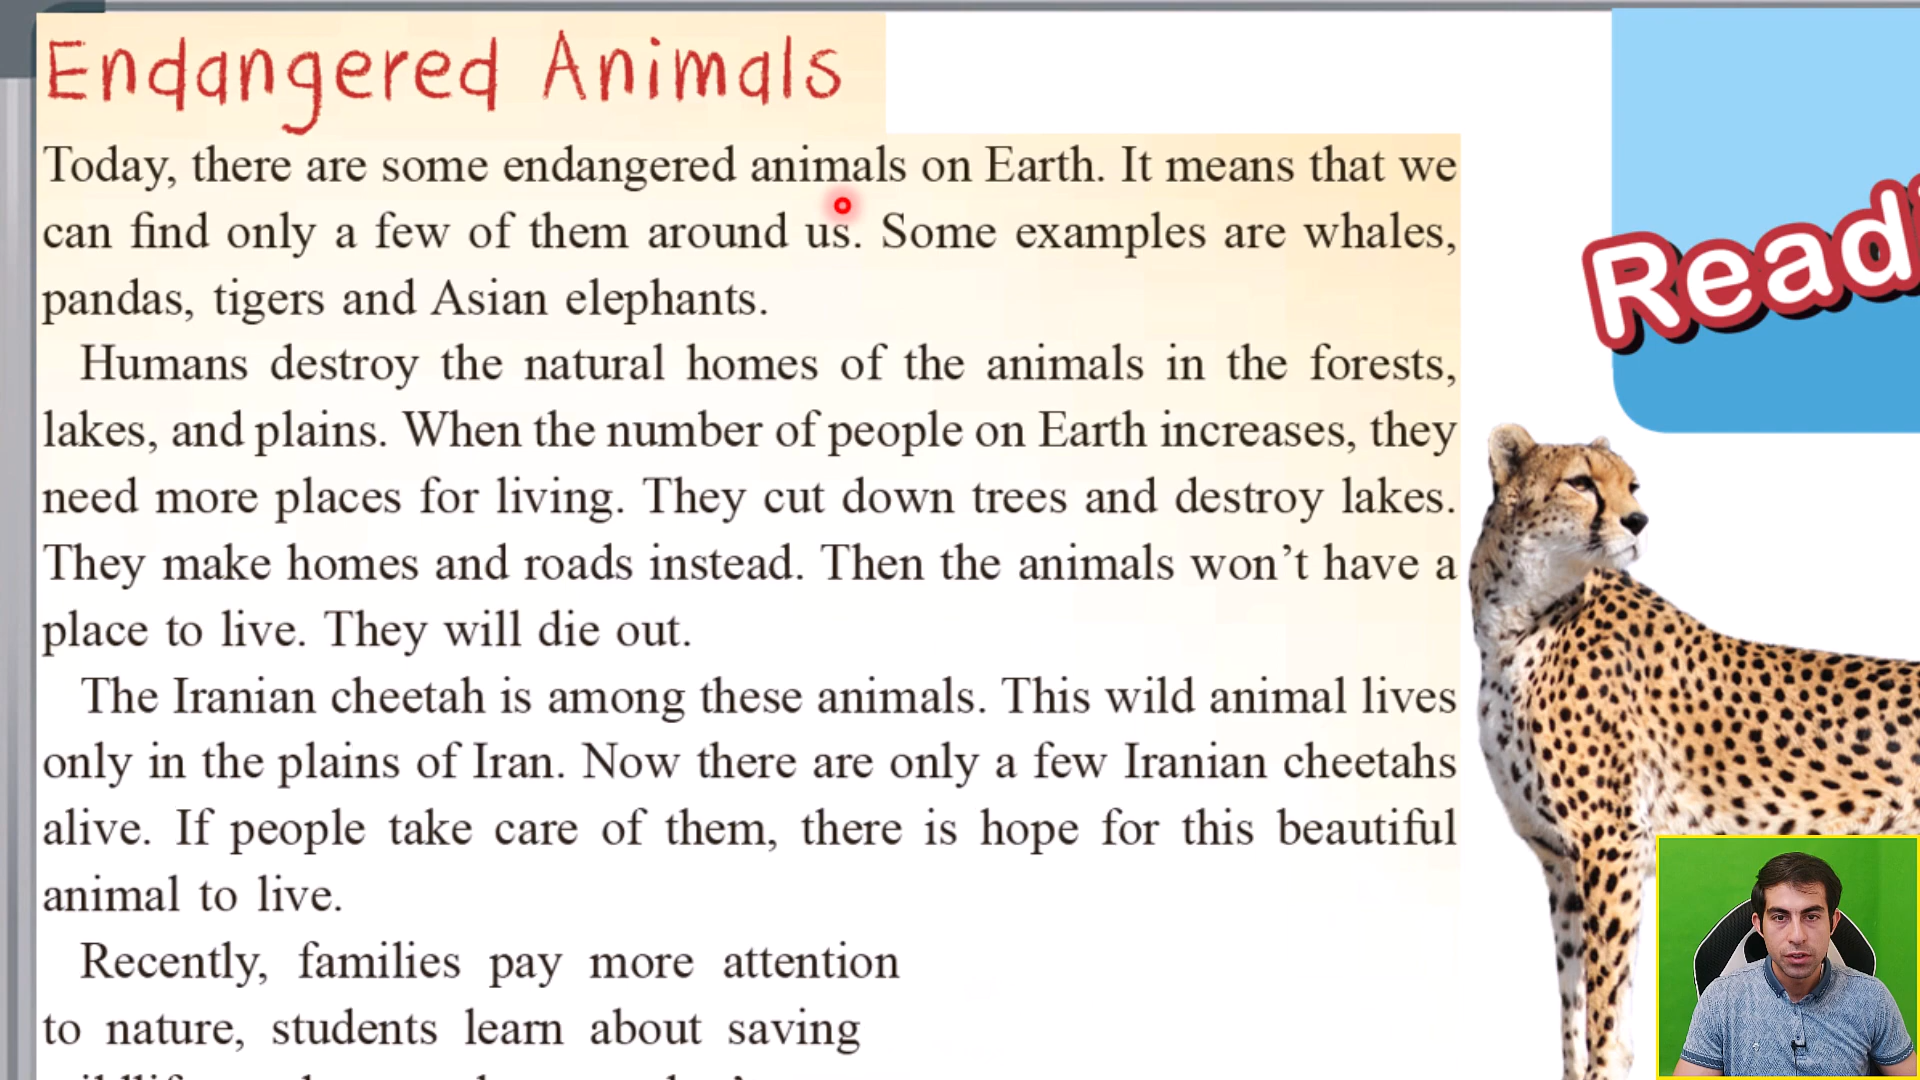 Endangered Animals
Today, there are some endangered animals on Earth. It means that we
can find only a few of them around us. Some examples are whales,
pandas, tigers and Asian elephants.
Humans destroy the natural homes of the animals in the forests,
lakes, and plains. When the number of people on Earth increases, they
need more places for living. They cut down trees and destroy lakes.
They make homes and roads instead. Then the animals won’t have a
place to live. They will die out.
The Iranian cheetah is among these animals. This wild animal lives
only in the plains of Iran. Now there are only a few Iranian cheetahs
alive. If people take care of them, there is hope for this beautiful
animal to live.
Recently, families pay more attention
to nature, students learn about saving
Read